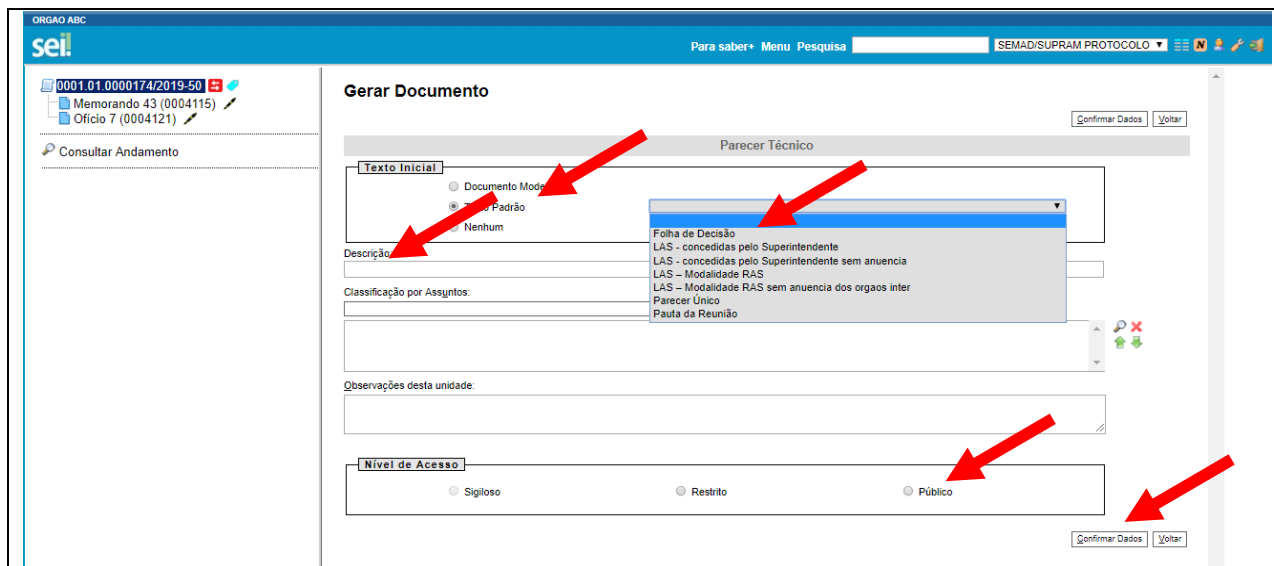 ORGAO ABC
sei!
Para saber+ Menu Pesquisa
SEMAD/SUPRAM PROTOCOLO
0001.01.0000174/2019-50
Memorando 43 (0004115)
Ofício 7 (0004121)
Consultar Andamento
Gerar Documento
Confirmar Dados Voltar
Parecer Técnico
Texto Inicial
Documento
Padrão
Nenhum
Folha de Decisão
LAS - concedidas pelo Superintendente
LAS - concedidas pelo Superintendente sem anuencia
LAS – Modalidade RAS
LAS – Modalidade RAS sem anuencia dos orgaos inter
Parecer Único
Pauta da Reunião
Descrição
Classificação por Assuntos:
Observações desta unidade:
Nível de Acesso
Sigiloso Restrito Público
Confirmar Dados Voltar